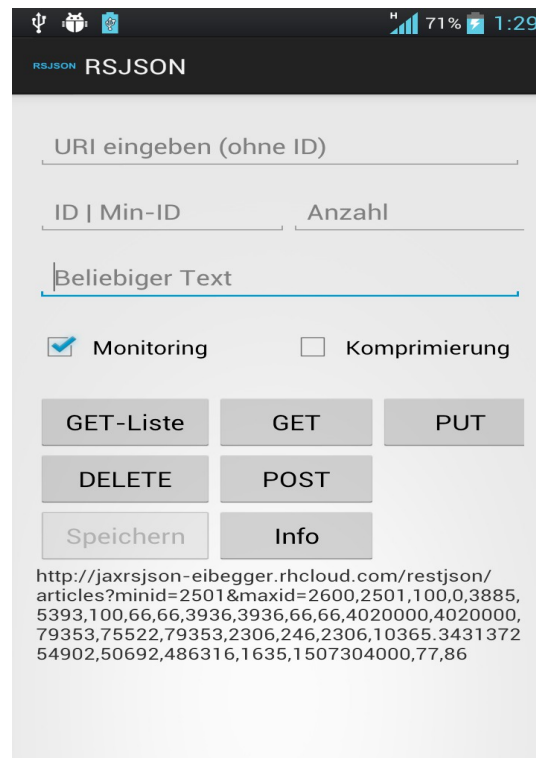 H 71% 1:29
RSJSON RSJSON
URI eingeben (ohne ID)
ID | Min-ID Anzahl
Beliebiger Text
Monitoring Komprimierung
GET-Liste GET PUT
DELETE POST
Speichern Info
http://jaxrsjson-eibegger.rhcloud.com/restjson/
articles?minid=2501&maxid=2600,2501,100,0,3885,
5393,100,66,66,3936,3936,66,66,4020000,4020000,
79353,75522,79353,2306,246,2306,10365.3431372
54902,50692,486316,1635,1507304000,77,86